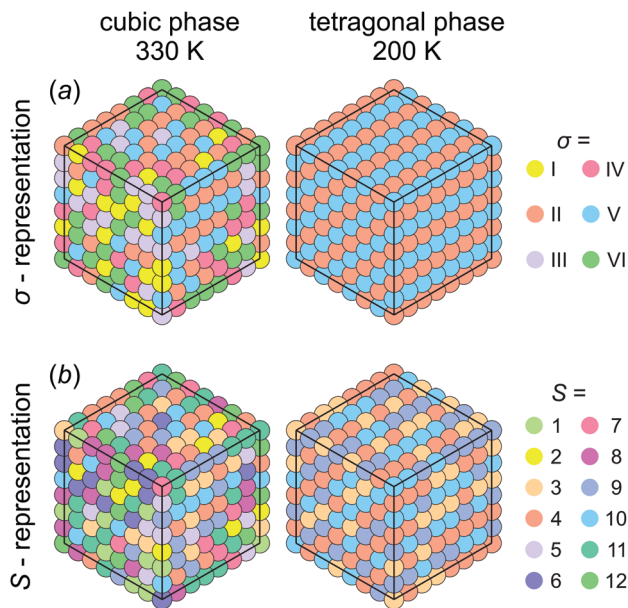 cubic phase
330 K
tetragonal phase
200 K
(a)
σ - representation
σ =
I IV
II V
III VI
(b)
S - representation
S =
1 7
2 8
3 9
4 10
5 11
6 12